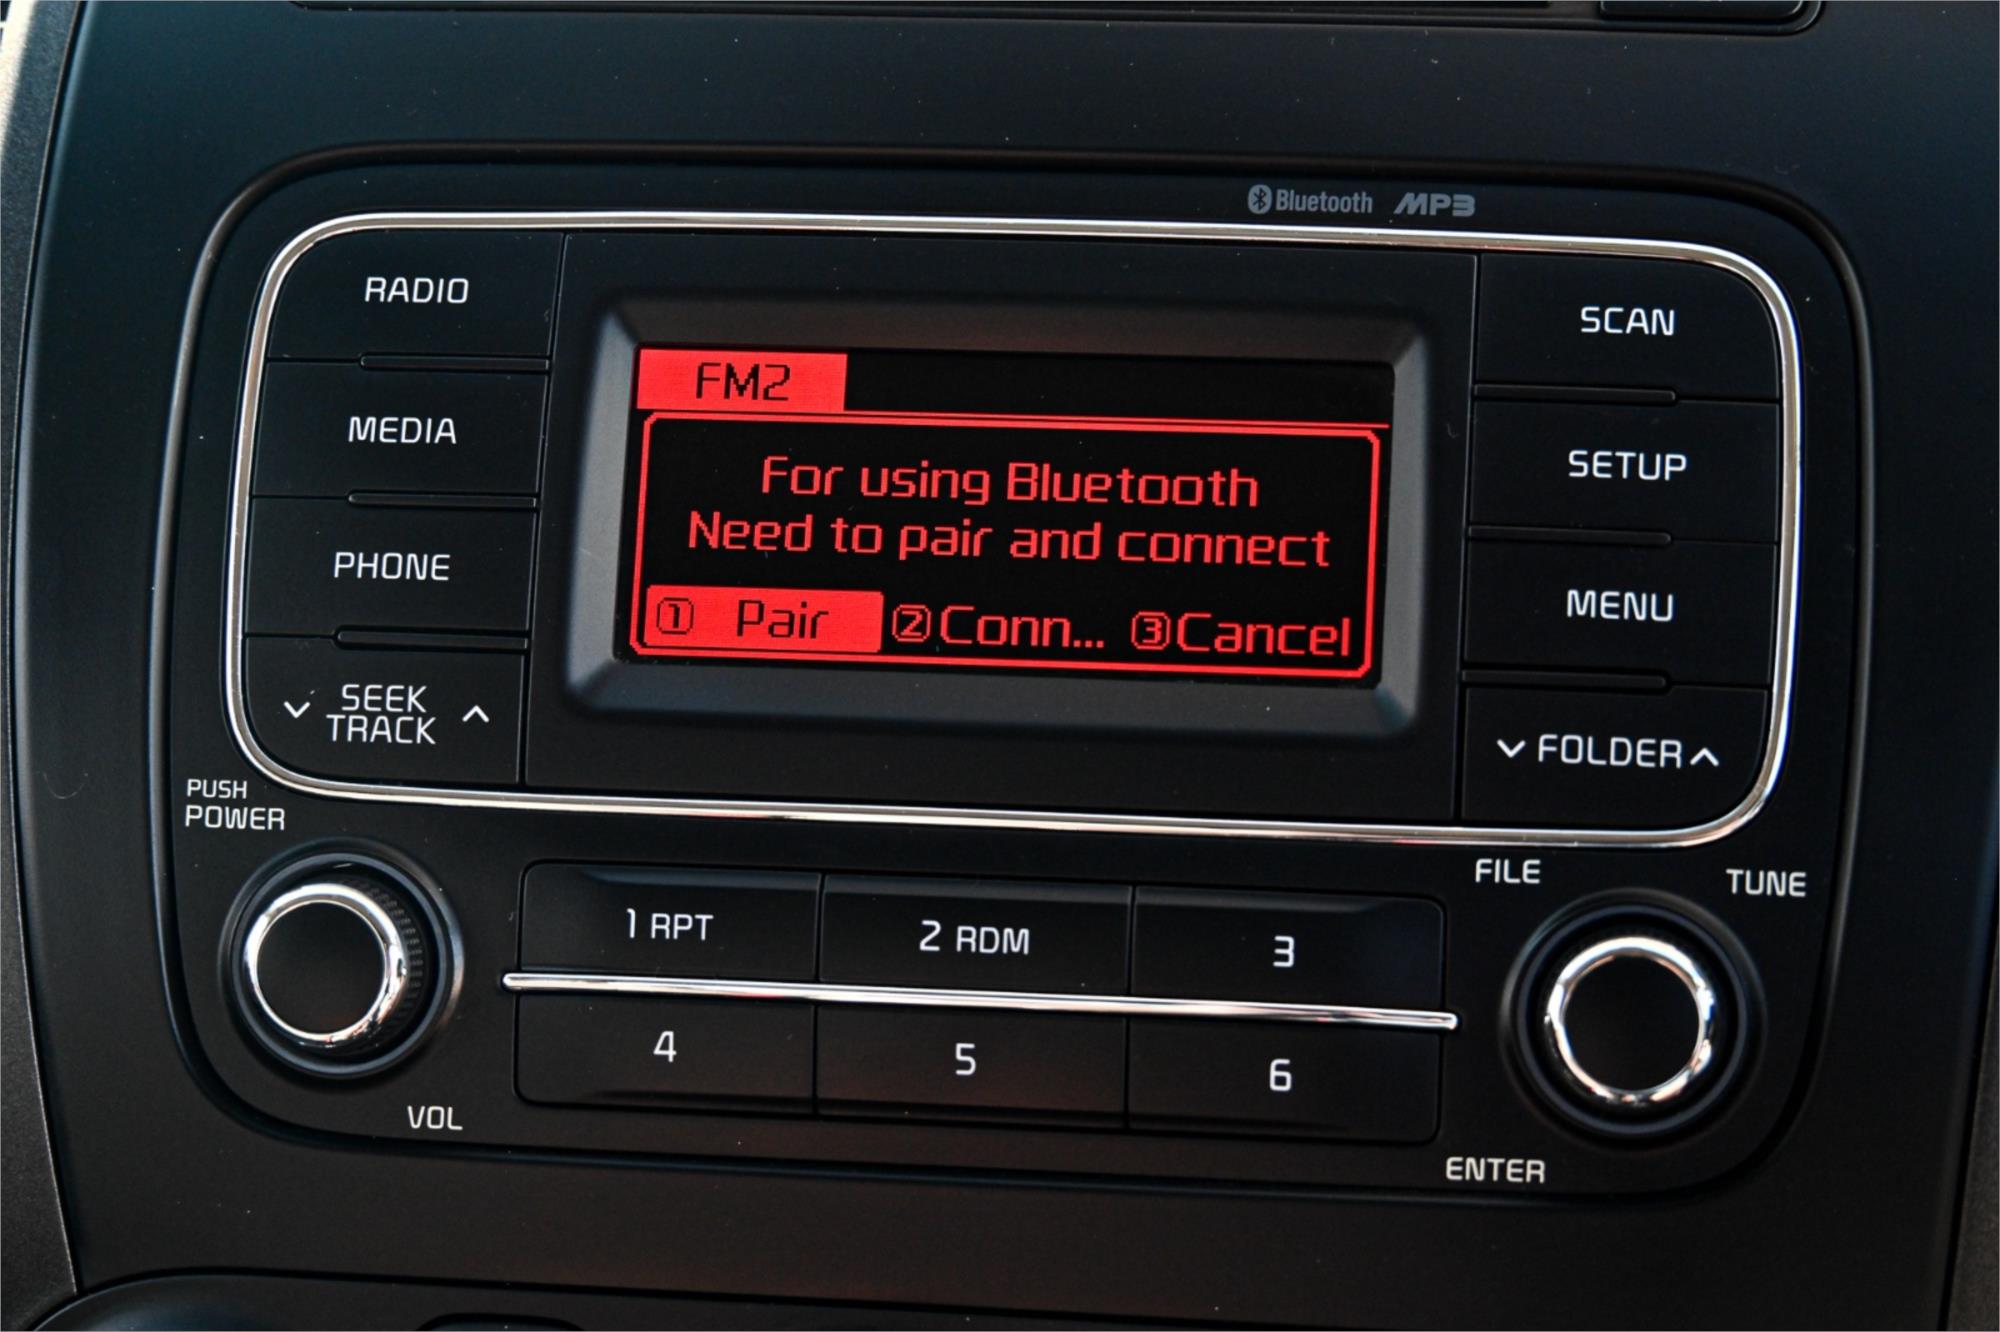 Bluetooth MP3
RADIO
MEDIA
PHONE
SEEK
TRACK
FM2
For using Bluetooth
Need to pair and connect
① Pair ②Conn... ③Cancel
SCAN
SETUP
MENU
FOLDER
PUSH
POWER
VOL
1 RPT
2 RDM
3
4
5
6
FILE
TUNE
ENTER